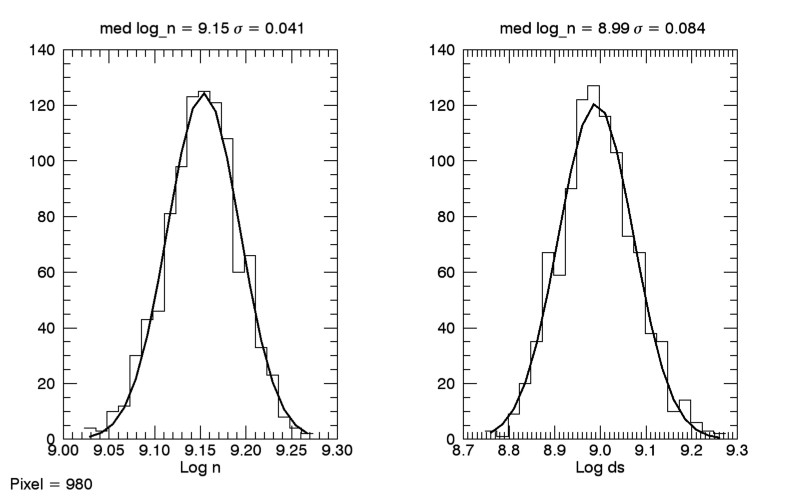 med log_n = 9.15 σ = 0.041
140
120
100
80
60
40
20
0
9.00 9.05 9.10 9.15 9.20 9.25 9.30
Log n
med log_n = 8.99 σ = 0.084
140
120
100
80
60
40
20
0
8.7 8.8 8.9 9.0 9.1 9.2 9.3
Log ds
Pixel = 980